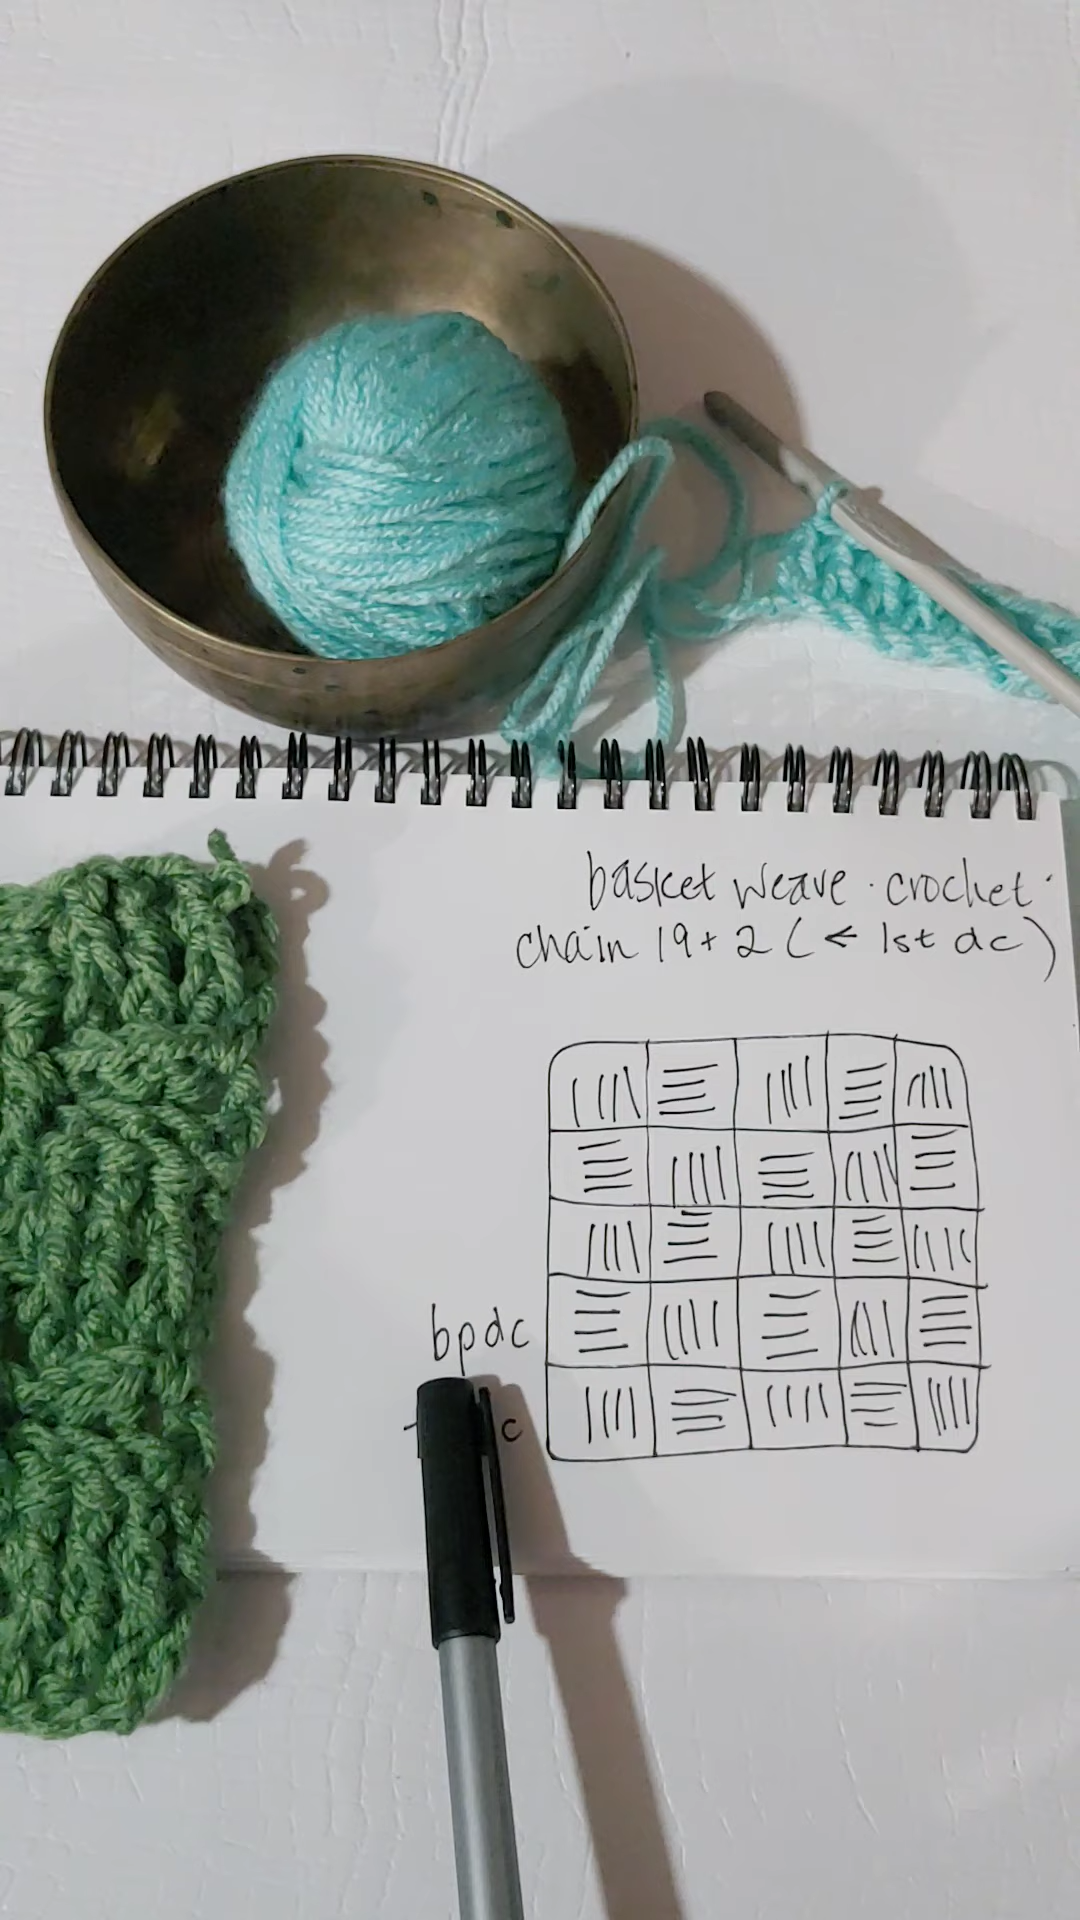 basket weave · crochet ·
chain 19 + 2 (← 1st dc)
bpdc